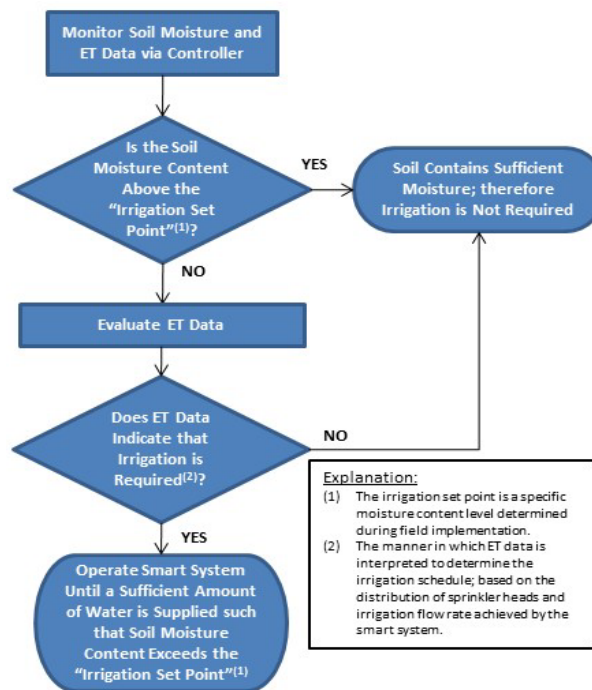 Monitor Soil Moisture and
ET Data via Controller
Is the Soil
Moisture Content
Above the
“Irrigation Set
Point”(1)?
YES
Soil Contains Sufficient
Moisture; therefore
Irrigation is Not Required
NO
Evaluate ET Data
Does ET Data
Indicate that
Irrigation is
Required(2)?
NO
YES
Operate Smart System
Until a Sufficient Amount
of Water is Supplied such
that Soil Moisture
Content Exceeds the
“Irrigation Set Point”(1)
Explanation:
(1) The irrigation set point is a specific
moisture content level determined
during field implementation.
(2) The manner in which ET data is
interpreted to determine the
irrigation schedule; based on the
distribution of sprinkler heads and
irrigation flow rate achieved by the
smart system.